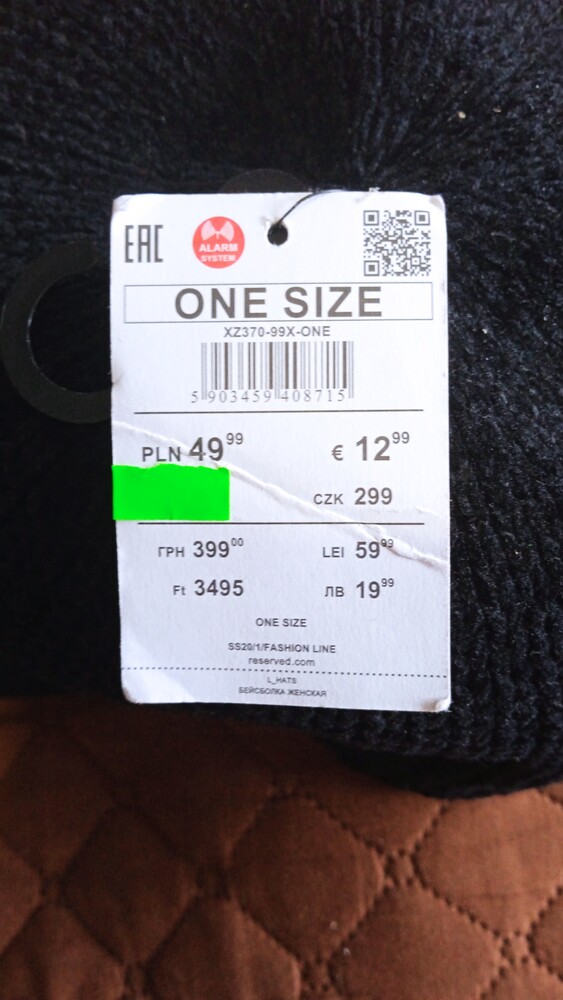 EAC
ALARM
SYSTEM
ONE SIZE
XZ370-99X-ONE
5 903459 408715
PLN 49 99
€ 12 99
CZK 299
ГРН 399 00
LEI 59 99
Ft 3495
ЛВ 19 99
ONE SIZE
SS20/1/FASHION LINE
reserved.com
L_HATS
БЕЙСБОЛКА ЖЕНСКАЯ